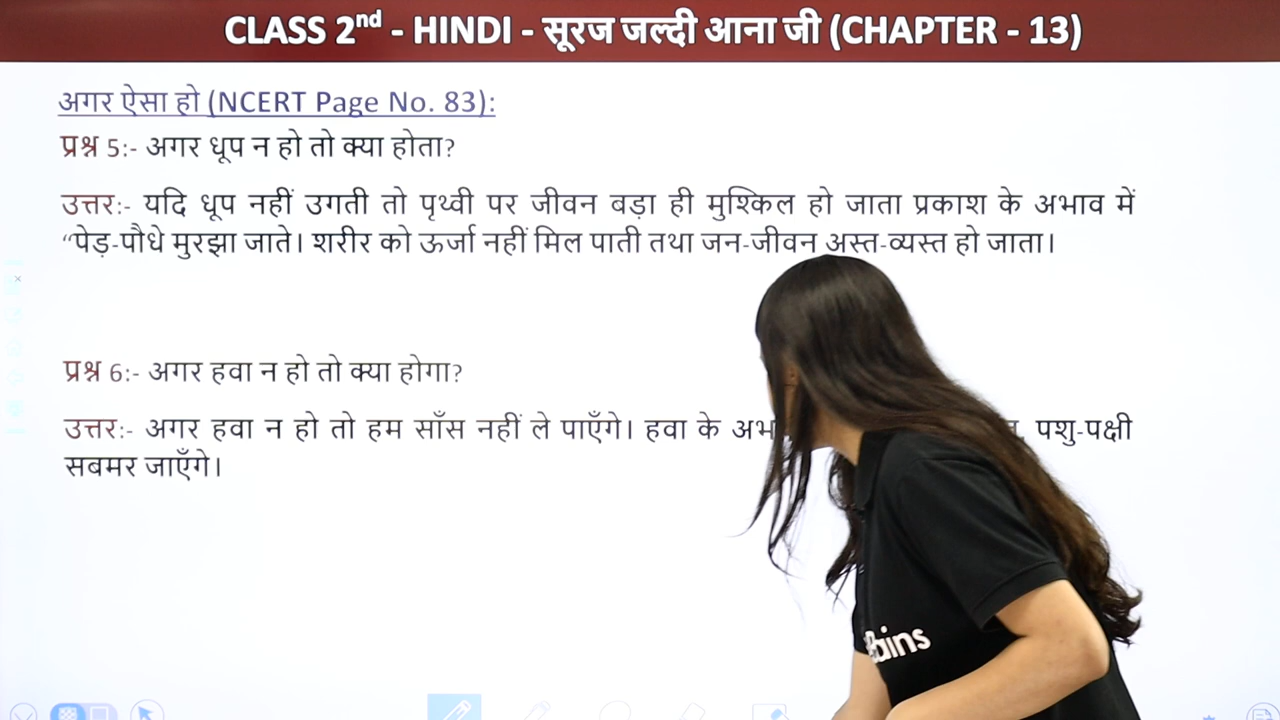 CLASS 2nd - HINDI - सूरज जल्दी आना जी (CHAPTER - 13)
अगर ऐसा हो (NCERT Page No. 83):
प्रश्न 5:- अगर धूप न हो तो क्या होता?
उत्तर:- यदि धूप नहीं उगती तो पृथ्वी पर जीवन बड़ा ही मुश्किल हो जाता प्रकाश के अभाव में
“पेड़-पौधे मुरझा जाते। शरीर को ऊर्जा नहीं मिल पाती तथा जन-जीवन अस्त-व्यस्त हो जाता।
प्रश्न 6:- अगर हवा न हो तो क्या होगा?
उत्तर:- अगर हवा न हो तो हम साँस नहीं ले पाएँगे। हवा के पशु-पक्षी
सबमर जाएँगे।